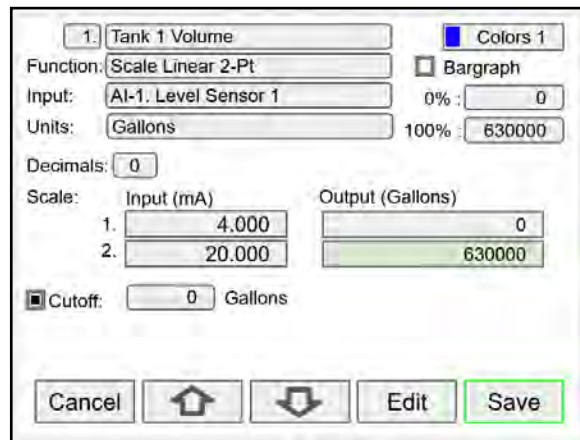 1. Tank 1 Volume Colors 1
Function: Scale Linear 2-Pt Bargraph
Input: AI-1. Level Sensor 1 0% : 0
Units: Gallons 100% : 630000
Decimals: 0
Scale: Input (mA) Output (Gallons)
1. 4.000 0
2. 20.000 630000
Cutoff: 0 Gallons
Cancel Edit Save